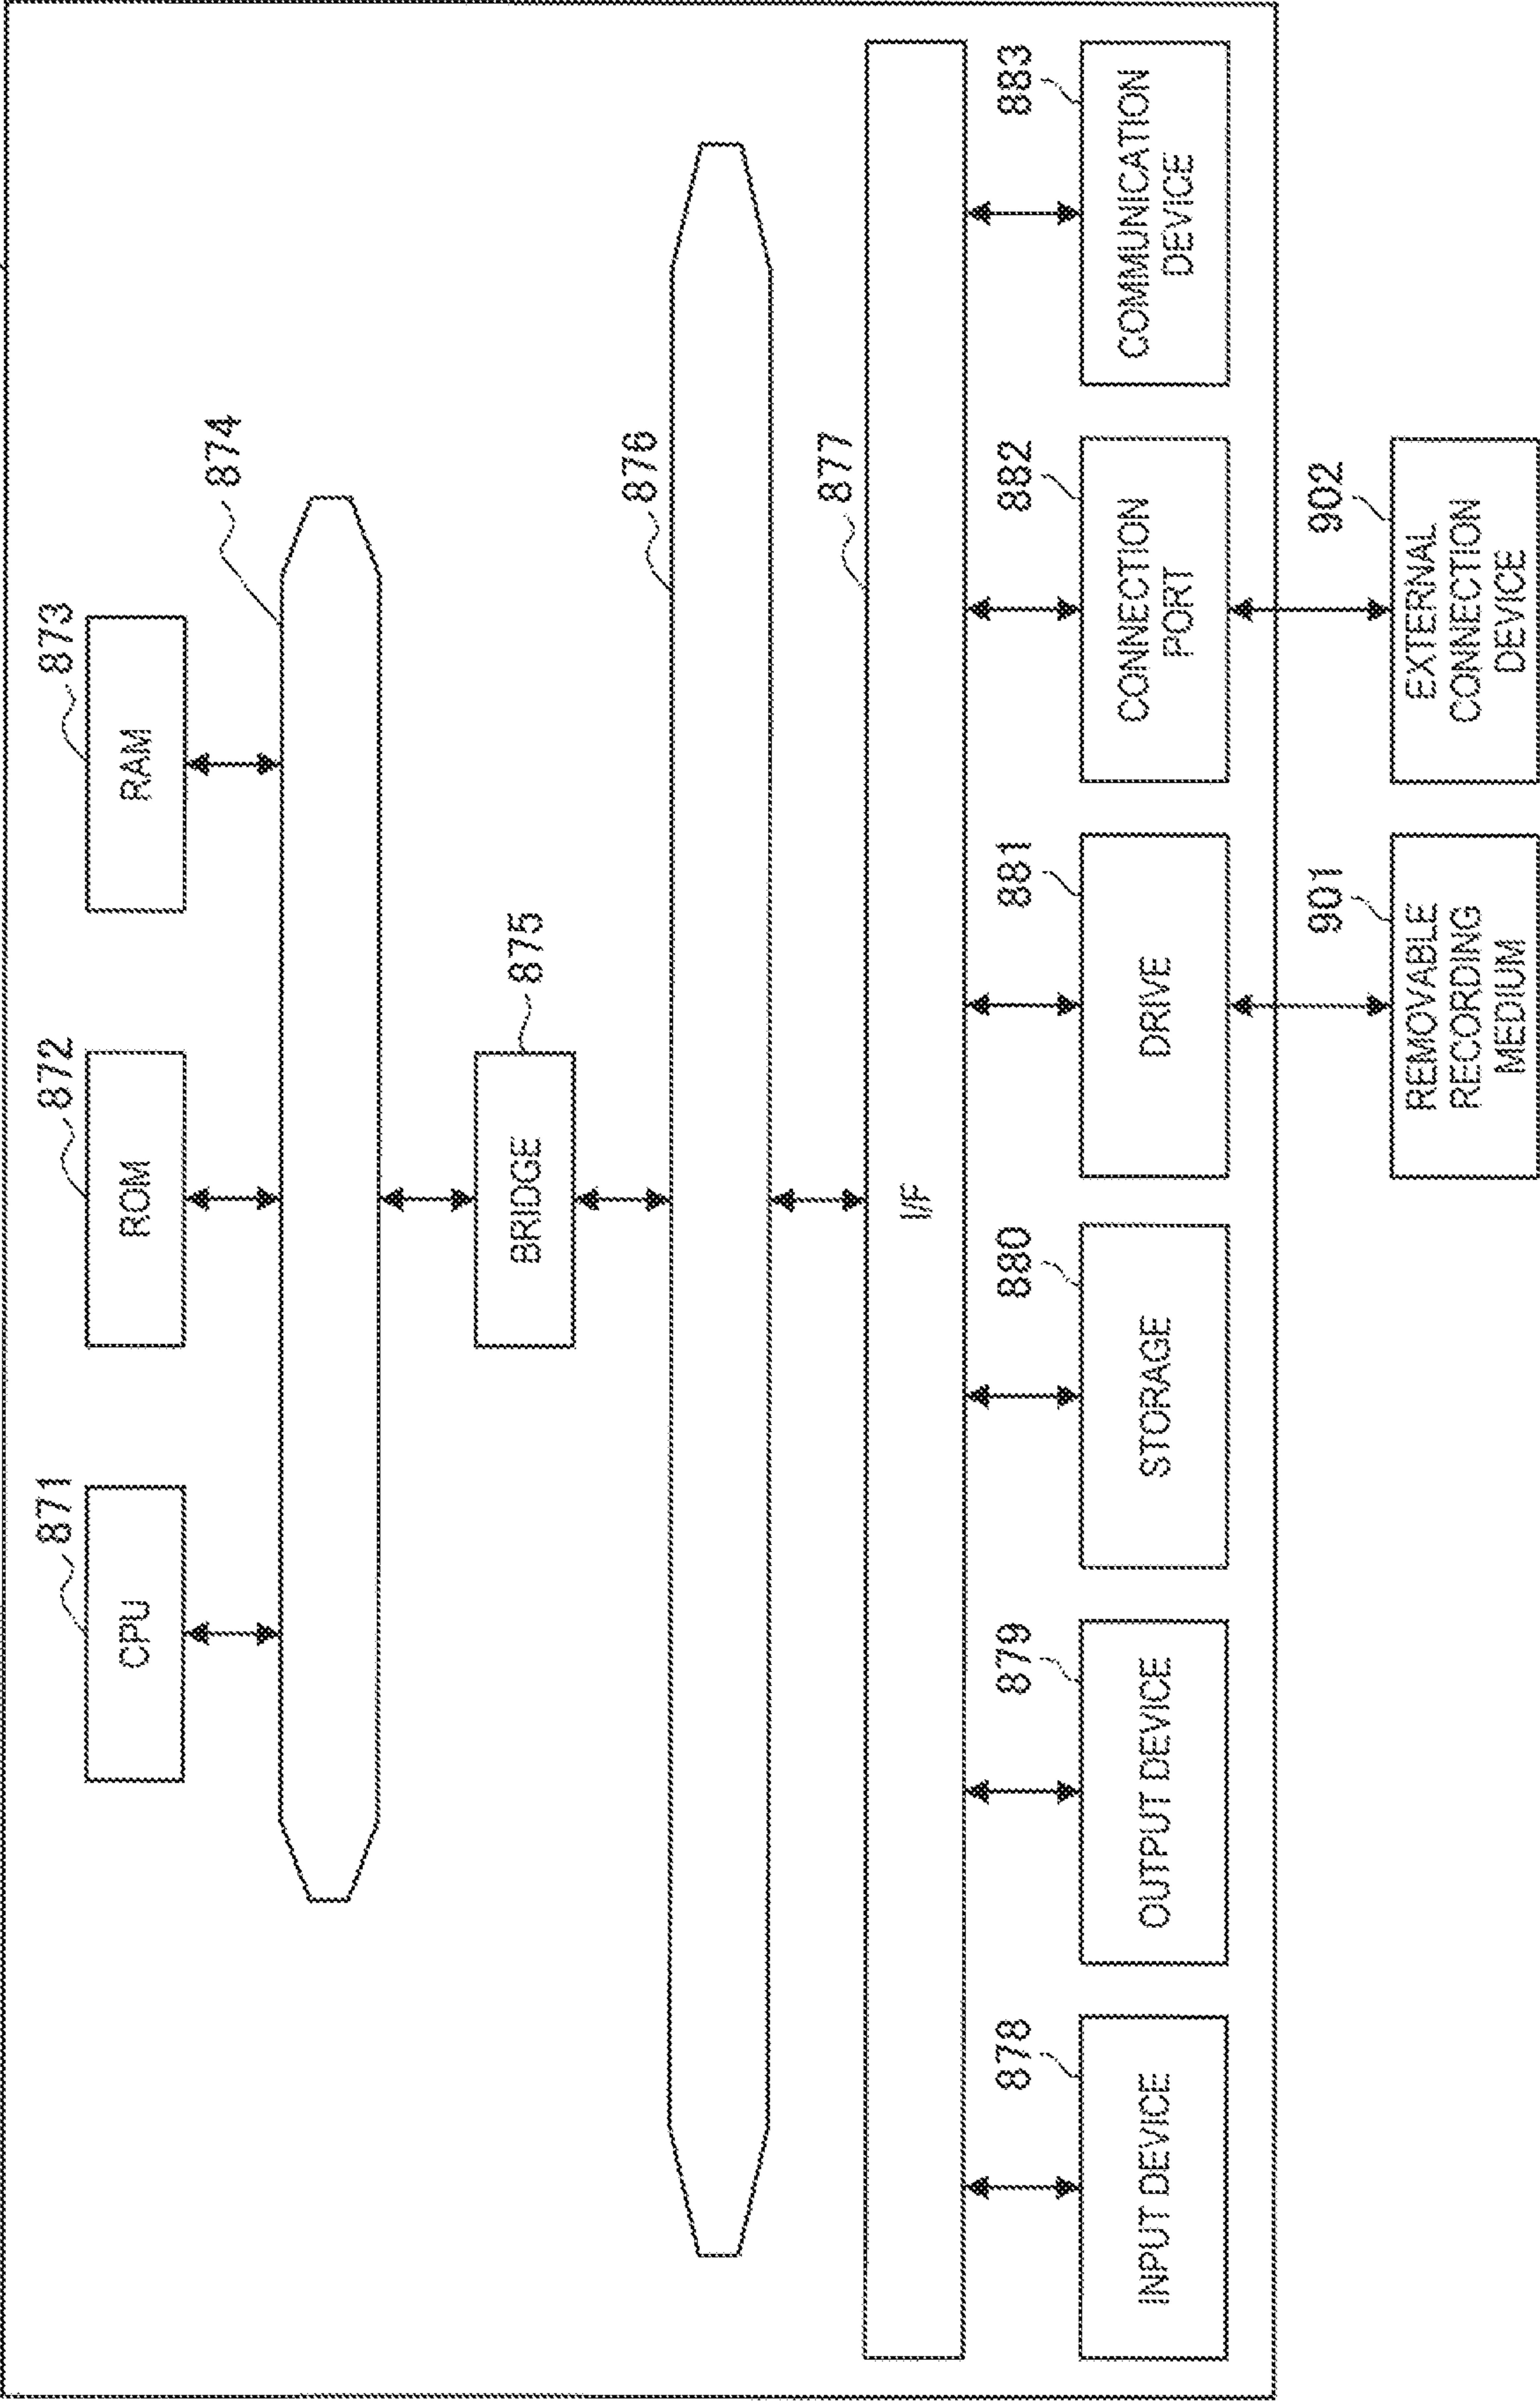 871
CPU
872
ROM
873
RAM
874
BRIDGE
875
876
877
I/F
878
INPUT DEVICE
879
OUTPUT DEVICE
880
STORAGE
881
DRIVE
882
CONNECTION
PORT
883
COMMUNICATION
DEVICE
901
REMOVABLE
RECORDING
MEDIUM
902
EXTERNAL
CONNECTION
DEVICE